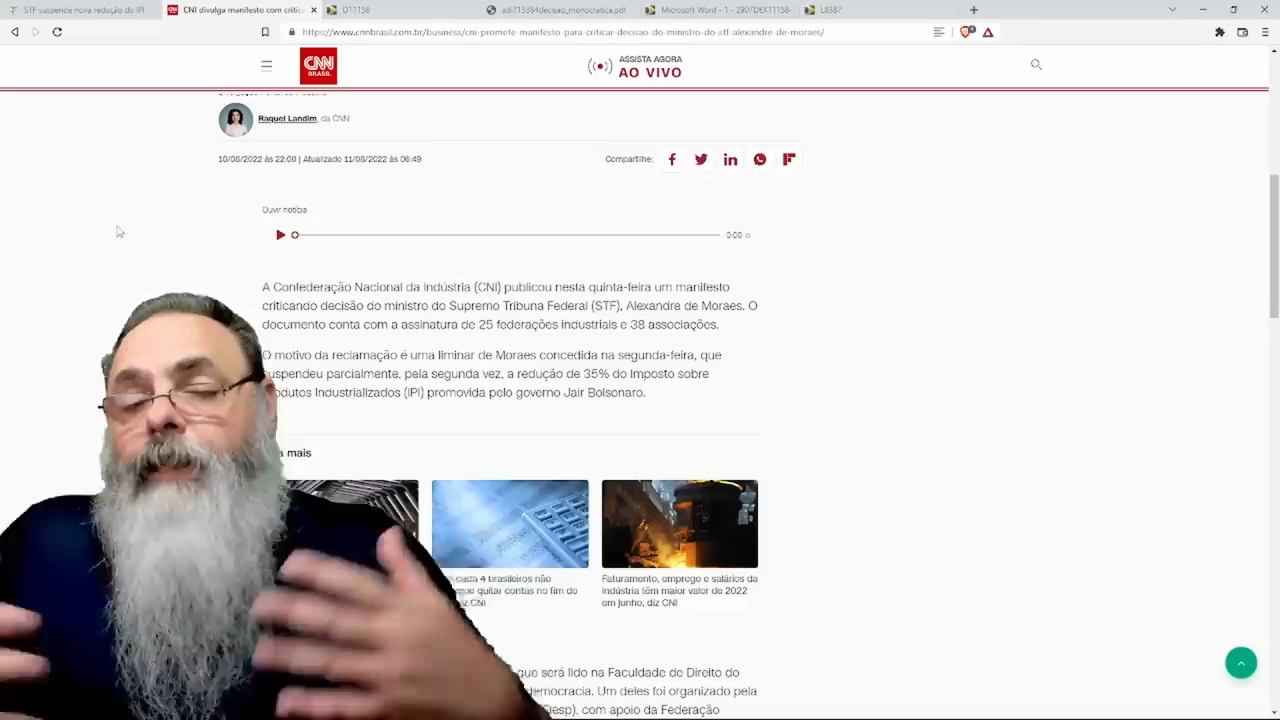 STF suspende nova redução do IPI
CNI divulga manifesto com crític
D11158
adi715384decisao_monocratica.pdf
Microsoft Word - 1 - 2907DEX11158-
L8387
https://www.cnnbrasil.com.br/business/cni-promete-manifesto-para-criticar-decisao-do-ministro-do-stf-alexandre-de-moraes/
CNN
BRASIL
ASSISTA AGORA
AO VIVO
Raquel Landim, da CNN
10/08/2022 às 22:00 | Atualizado 11/08/2022 às 06:49
Compartilhe:
Ouvir notícia
0:00
A Confederação Nacional da Indústria (CNI) publicou nesta quinta-feira um manifesto
criticando decisão do ministro do Supremo Tribuna Federal (STF), Alexandre de Moraes. O
documento conta com a assinatura de 25 federações industriais e 38 associações.
O motivo da reclamação é uma liminar de Moraes concedida na segunda-feira, que
suspendeu parcialmente, pela segunda vez, a redução de 35% do Imposto sobre
odutos Industrializados (IPI) promovida pelo governo Jair Bolsonaro.
a mais
cada 4 brasileiros não
quitar contas no fim do
diz CNI
Faturamento, emprego e salários da
indústria têm maior valor de 2022
em junho, diz CNI
que será lido na Faculdade de Direito do
democracia. Um deles foi organizado pela
(Fiesp), com apoio da Federação